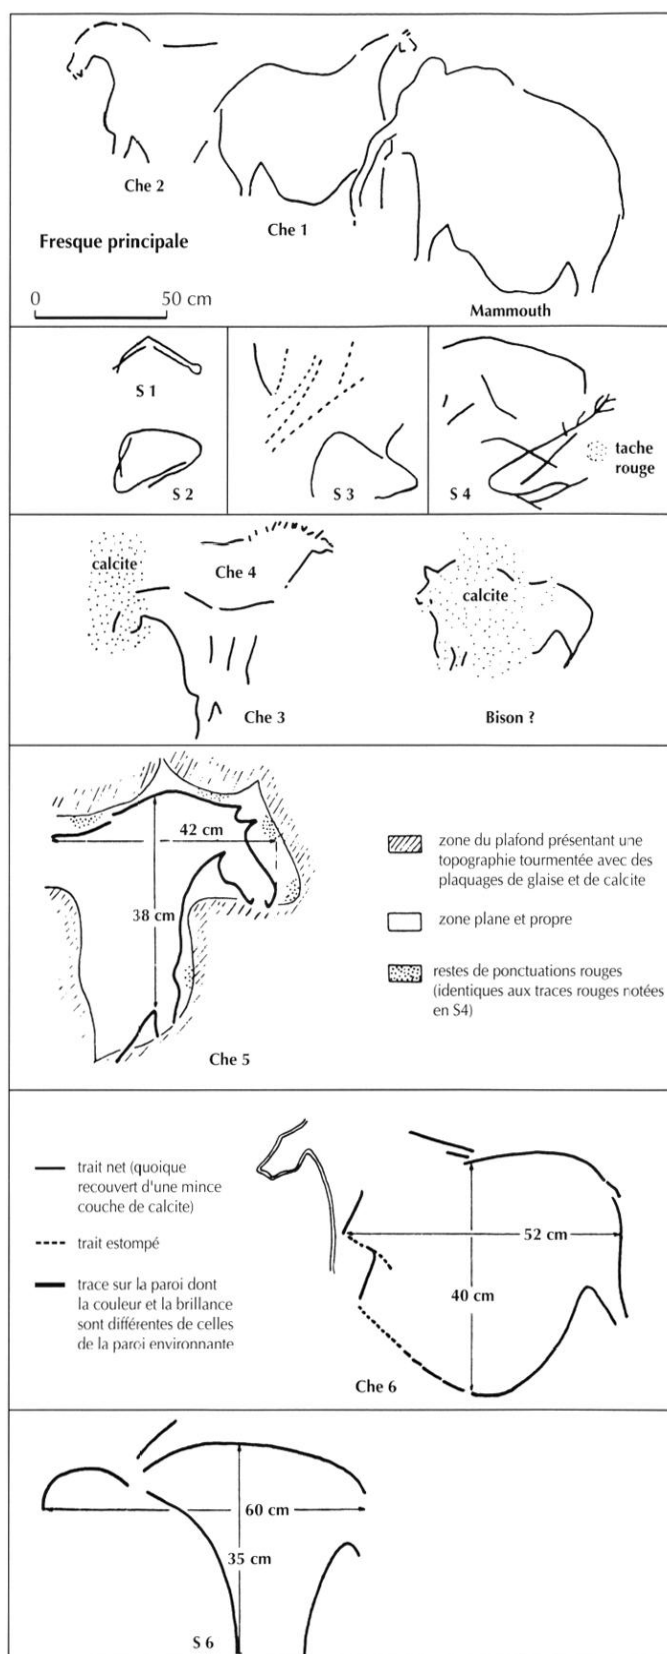 Che 2
Che 1
Fresque principale
0 50 cm
Mammouth
S 1
S 2
S 3
S 4
tache
rouge
calcite
Che 4
Che 3
calcite
Bison ?
42 cm
38 cm
Che 5
zone du plafond présentant une
topographie tourmentée avec des
plaquages de glaise et de calcite
zone plane et propre
restes de ponctuations rouges
(identiques aux traces rouges notées
en S4)
trait net (quoique
recouvert d'une mince
couche de calcite)
trait estompé
trace sur la paroi dont
la couleur et la brillance
sont différentes de celles
de la paroi environnante
52 cm
40 cm
Che 6
60 cm
35 cm
S 6